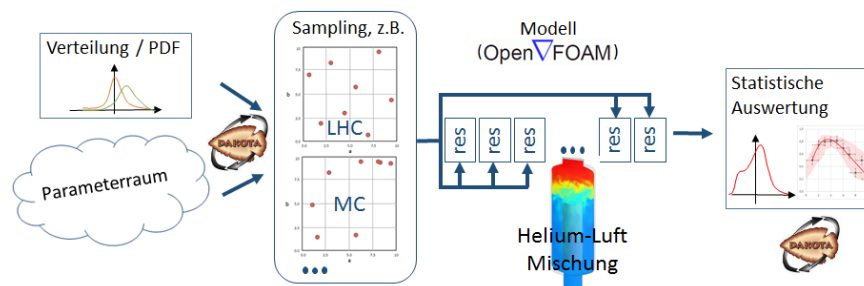 Verteilung / PDF
Parameterraum
DAKOTA
Sampling, z.B.
LHC
MC
Modell
(Open∇FOAM)
res
res
res
res
res
Helium-Luft
Mischung
Statistische
Auswertung
DAKOTA